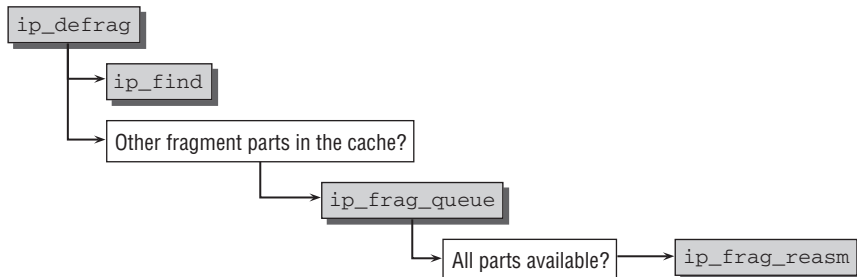 ip_defrag
ip_find
Other fragment parts in the cache?
ip_frag_queue
All parts available?
ip_frag_reasm